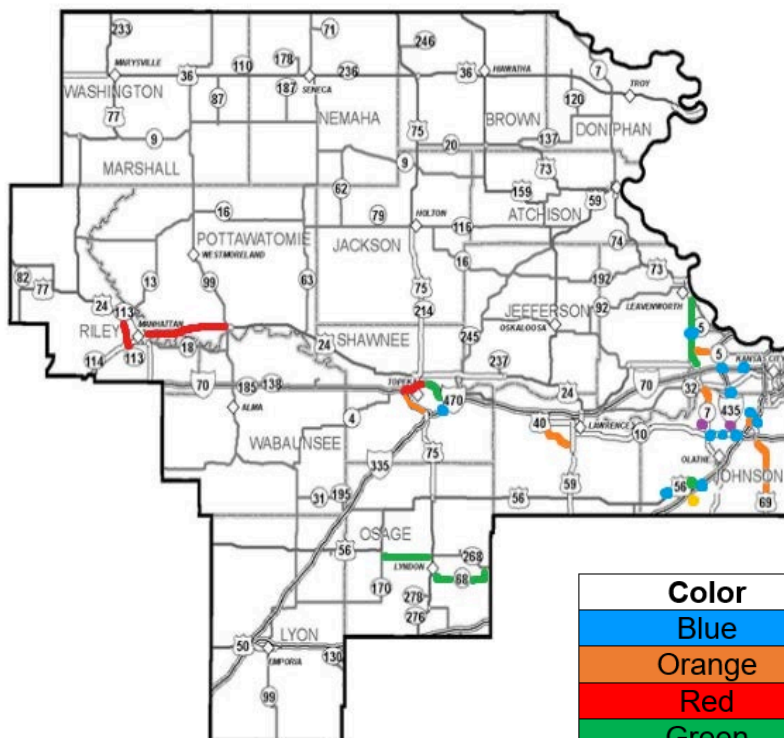 233
71
178
246
MARYSVILLE
36
110
SENECA
236
36
HIAWATHA
7
TROY
WASHINGTON
77
87
187
NEMAHA
75
BROWN
120
DONIPHAN
9
20
137
MARSHALL
9
73
62
159
59
ATCHISON
16
79
HOLTON
116
74
POTTAWATOMIE
JACKSON
WESTMORELAND
16
73
82
77
13
99
63
75
192
24
214
92
LEAVENWORTH
113
JEFFERSON
OSKALOOSA
5
RILEY
MANHATTAN
SHAWNEE
24
245
18
237
5
KANSAS CITY
114
113
70
185
138
TOPEKA
24
70
32
470
ALMA
4
40
LAWRENCE
7
435
WABAUNSEE
10
335
75
OLATHE
JOHNSON
31
195
59
56
56
69
56
OSAGE
268
LYNDON
68
170
278
276
LYON
50
EMPORIA
130
99
Color
Blue
Orange
Red
Green